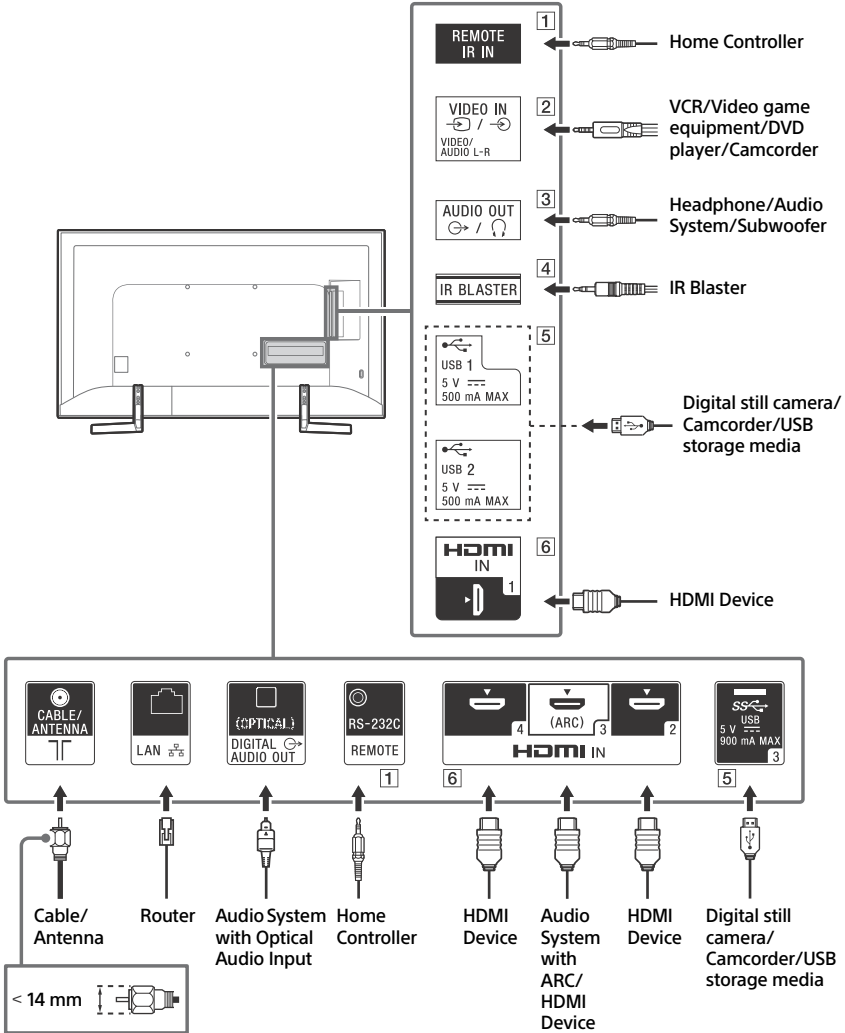 1
REMOTE
IR IN
Home Controller
2
VIDEO IN
/
VIDEO/
AUDIO L-R
VCR/Video game
equipment/DVD
player/Camcorder
3
AUDIO OUT
/
Headphone/Audio
System/Subwoofer
4
IR BLASTER
IR Blaster
5
USB 1
5 V
500 mA MAX
USB 2
5 V
500 mA MAX
Digital still camera/
Camcorder/USB
storage media
6
HDMI
IN
1
HDMI Device
CABLE/
ANTENNA
LAN
(OPTICAL)
DIGITAL
AUDIO OUT
RS-232C
REMOTE
1
4
(ARC) 3
2
HDMI IN
6
SS
USB
5 V
900 mA MAX
3
5
Cable/
Antenna
Router
Audio System
with Optical
Audio Input
Home
Controller
HDMI
Device
Audio
System
with
ARC/
HDMI
Device
HDMI
Device
Digital still
camera/
Camcorder/USB
storage media
< 14 mm